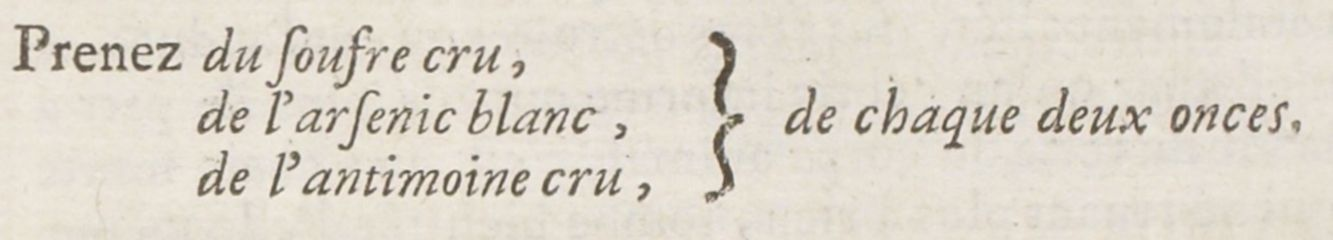 Prenez du ſoufre cru,
de l'arſenic blanc, } de chaque deux onces.
de l'antimoine cru,